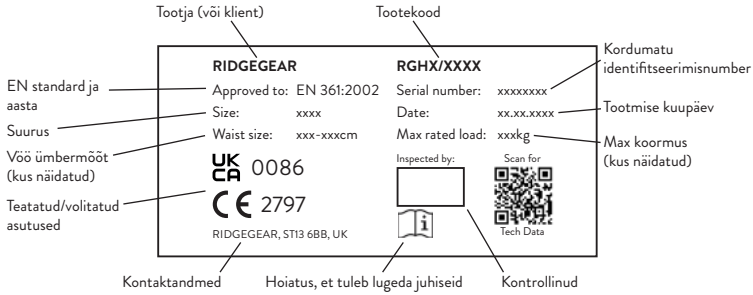 Tootja (või klient)
Tootekood
RIDGEGEAR
RGHX/XXXX
Kordumatu
identifitseerimisnumber
EN standard ja
aasta
Approved to: EN 361:2002
Serial number: xxxxxxxx
Suurus
Size: xxxx
Date: xx.xx.xxxx
Tootmise kuupäev
Vöö ümbermõõt
(kus näidatud)
Waist size: xxx-xxxcm
Max rated load: xxxkg
Max koormus
(kus näidatud)
UK
CA 0086
Inspected by:
Scan for
Teatatud/volitatud
asutused
CE 2797
i
Tech Data
RIDGEGEAR, ST13 6BB, UK
Kontaktandmed
Hoiatus, et tuleb lugeda juhiseid
Kontrollinud